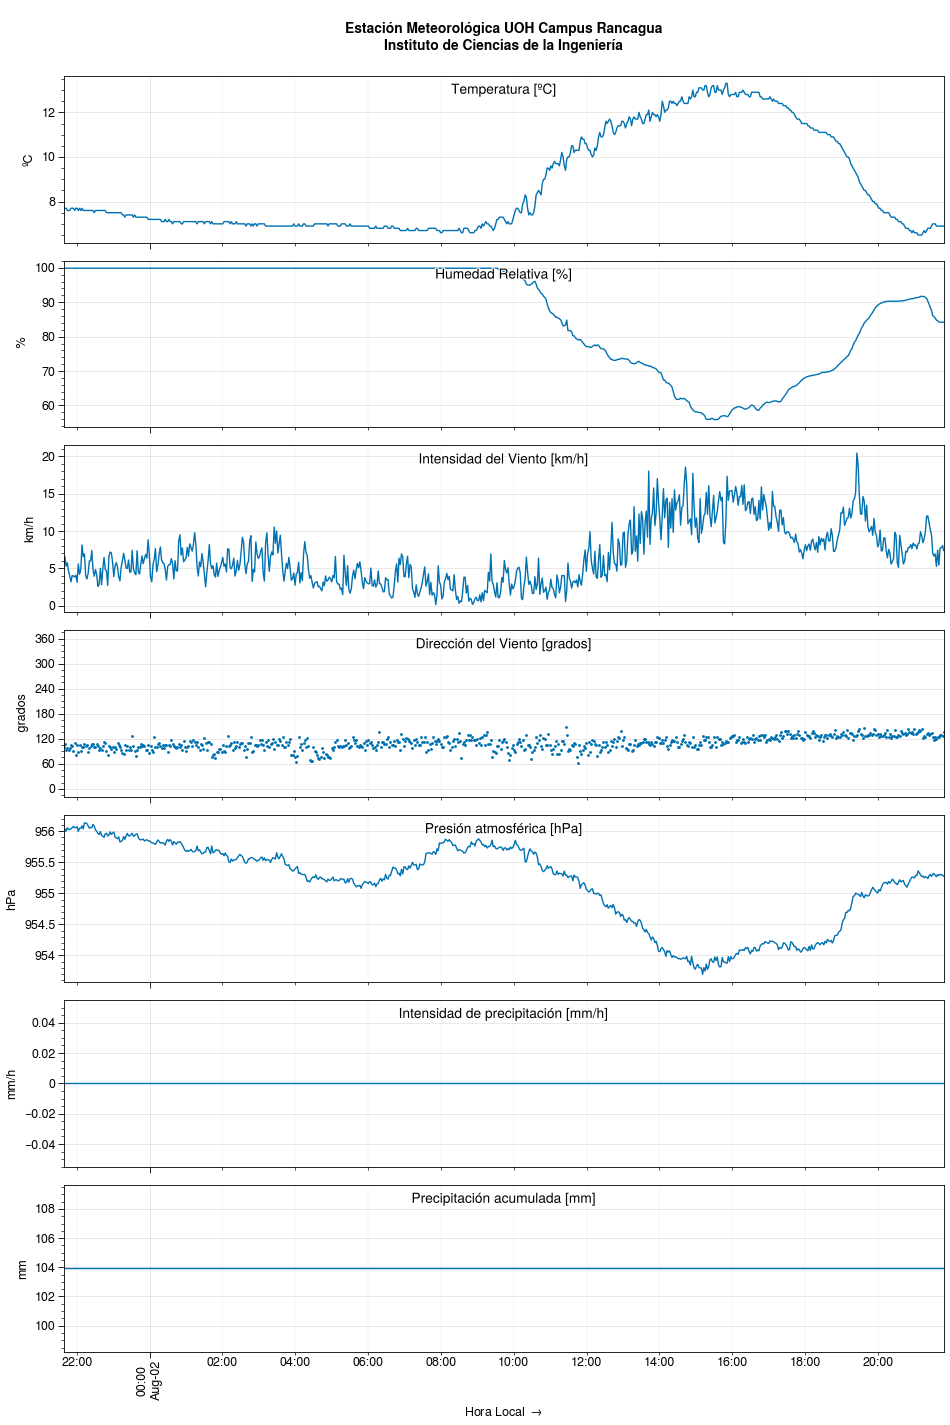 Estación Meteorológica UOH Campus Rancagua
Instituto de Ciencias de la Ingeniería
Temperatura [ºC]
12
10
8
ºC
Humedad Relativa [%]
100
90
80
70
60
%
Intensidad del Viento [km/h]
20
15
10
5
0
km/h
Dirección del Viento [grados]
360
300
240
180
120
60
0
grados
Presión atmosférica [hPa]
956
955.5
955
954.5
954
hPa
Intensidad de precipitación [mm/h]
0.04
0.02
0
−0.02
−0.04
mm/h
Precipitación acumulada [mm]
108
106
104
102
100
mm
22:00
00:00
Aug-02
02:00
04:00
06:00
08:00
10:00
12:00
14:00
16:00
18:00
20:00
Hora Local →